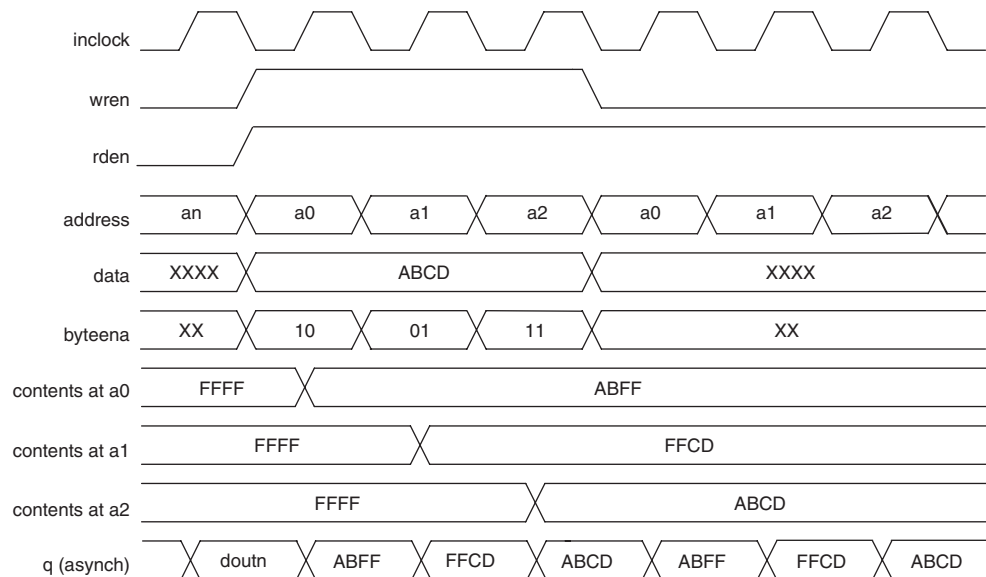 inclock
wren
rden
address an a0 a1 a2 a0 a1 a2
data XXXX ABCD XXXX
byteena XX 10 01 11 XX
contents at a0 FFFF ABFF
contents at a1 FFFF FFCD
contents at a2 FFFF ABCD
q (asynch) doutn ABFF FFCD ABCD ABFF FFCD ABCD